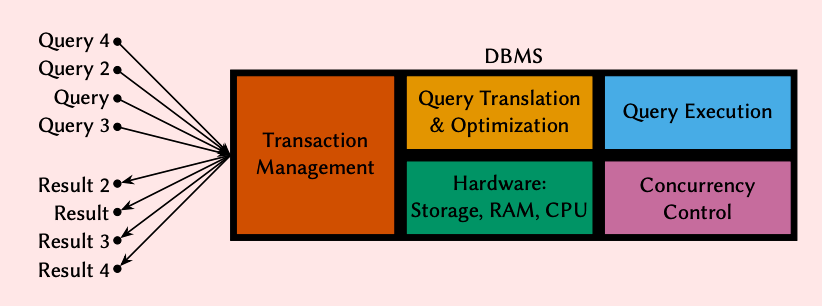 Query 4
Query 2
Query
Query 3
Result 2
Result
Result 3
Result 4
DBMS
Transaction
Management
Query Translation
& Optimization
Query Execution
Hardware:
Storage, RAM, CPU
Concurrency
Control